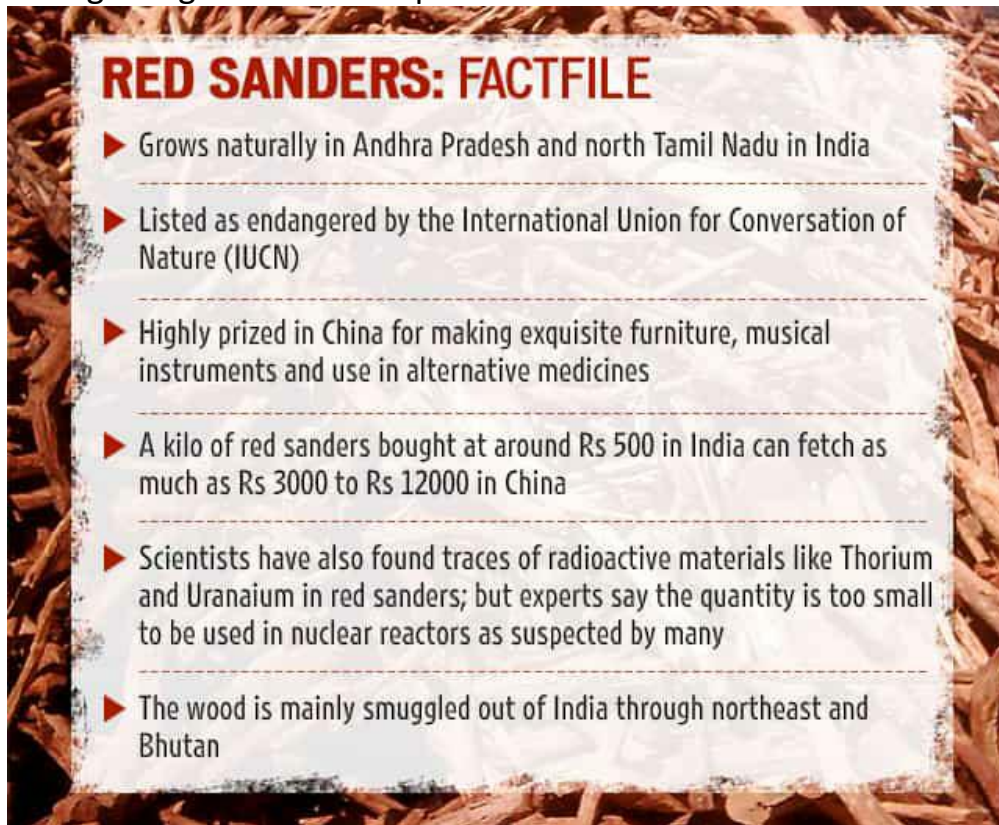 RED SANDERS: FACTFILE
Grows naturally in Andhra Pradesh and north Tamil Nadu in India
Listed as endangered by the International Union for Conversation of
Nature (IUCN)
Highly prized in China for making exquisite furniture, musical
instruments and use in alternative medicines
A kilo of red sanders bought at around Rs 500 in India can fetch as
much as Rs 3000 to Rs 12000 in China
Scientists have also found traces of radioactive materials like Thorium
and Uranaium in red sanders; but experts say the quantity is too small
to be used in nuclear reactors as suspected by many
The wood is mainly smuggled out of India through northeast and
Bhutan